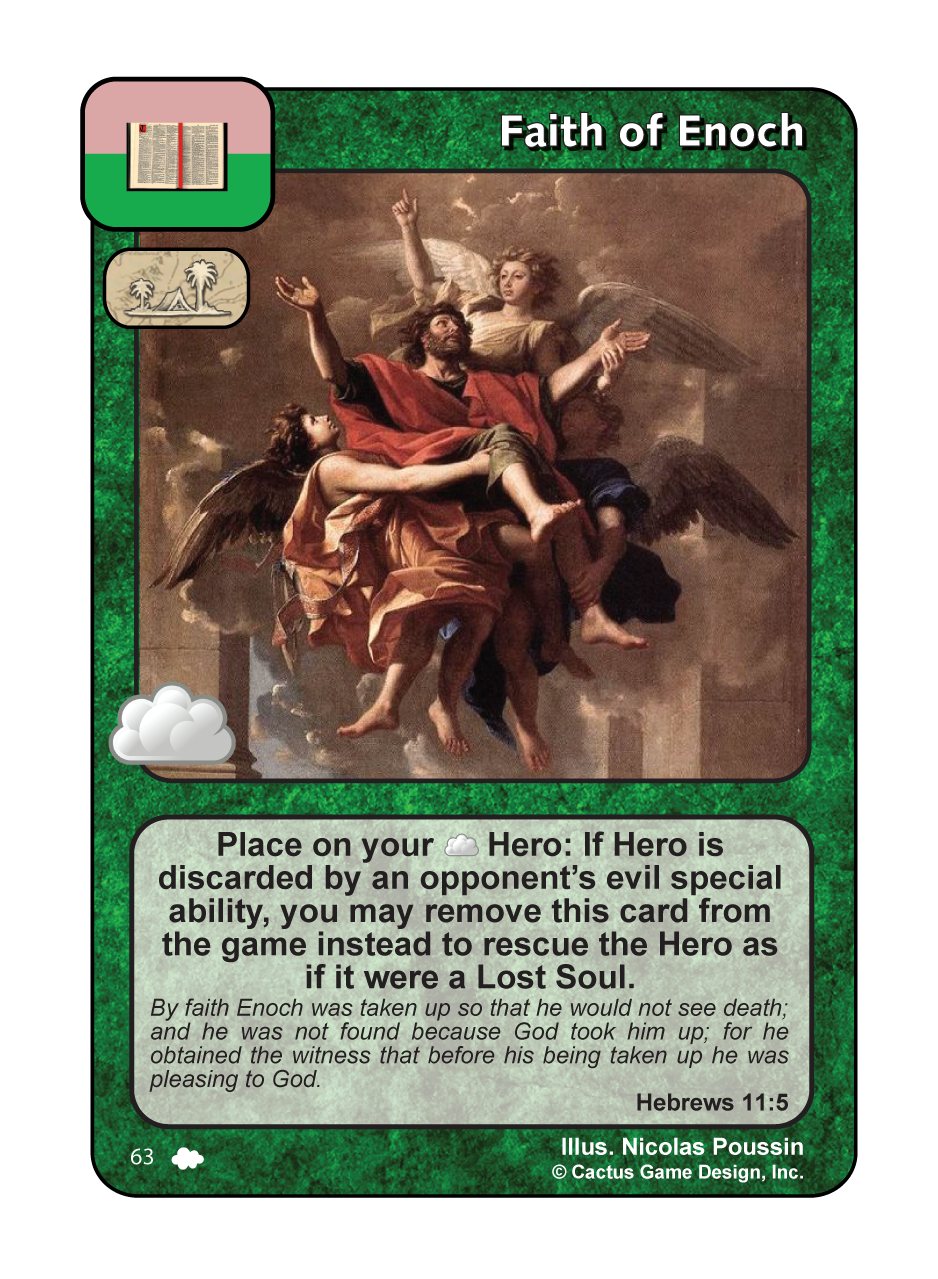 Faith of Enoch
Place on your Hero: If Hero is
discarded by an opponent's evil special
ability, you may remove this card from
the game instead to rescue the Hero as
if it were a Lost Soul.
By faith Enoch was taken up so that he would not see death;
and he was not found because God took him up; for he
obtained the witness that before his being taken up he was
pleasing to God.
Hebrews 11:5
63
Illus. Nicolas Poussin
© Cactus Game Design, Inc.